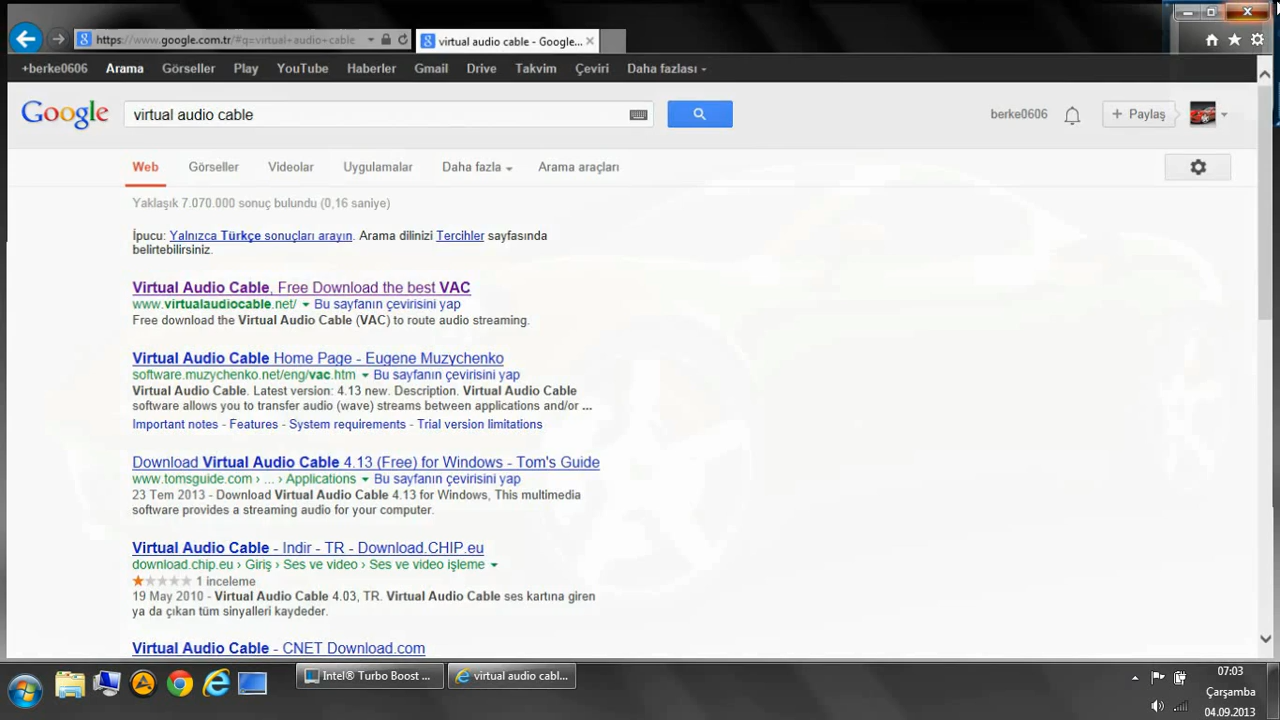 https://www.google.com.tr/#q=virtual+audio+cable
virtual audio cable - Google...
+berke0606 Arama Görseller Play YouTube Haberler Gmail Drive Takvim Çeviri Daha fazlası
Google virtual audio cable berke0606 + Paylaş
Web Görseller Videolar Uygulamalar Daha fazla Arama araçları
Yaklaşık 7.070.000 sonuç bulundu (0,16 saniye)
İpucu: Yalnızca Türkçe sonuçları arayın. Arama dilinizi Tercihler sayfasında
belirtebilirsiniz.
Virtual Audio Cable, Free Download the best VAC
www.virtualaudiocable.net/ Bu sayfanın çevirisini yap
Free download the Virtual Audio Cable (VAC) to route audio streaming.
Virtual Audio Cable Home Page - Eugene Muzychenko
software.muzychenko.net/eng/vac.htm Bu sayfanın çevirisini yap
Virtual Audio Cable. Latest version: 4.13 new. Description. Virtual Audio Cable
software allows you to transfer audio (wave) streams between applications and/or ...
Important notes - Features - System requirements - Trial version limitations
Download Virtual Audio Cable 4.13 (Free) for Windows - Tom's Guide
www.tomsguide.com › ... › Applications Bu sayfanın çevirisini yap
23 Tem 2013 - Download Virtual Audio Cable 4.13 for Windows, This multimedia
software provides a streaming audio for your computer.
Virtual Audio Cable - Indir - TR - Download.CHIP.eu
download.chip.eu › Giriş › Ses ve video › Ses ve video işleme
1 inceleme
19 May 2010 - Virtual Audio Cable 4.03, TR. Virtual Audio Cable ses kartına giren
ya da çıkan tüm sinyalleri kaydeder.
Virtual Audio Cable - CNET Download.com
Intel® Turbo Boost ... virtual audio cabl...
07:03
Çarşamba
04.09.2013